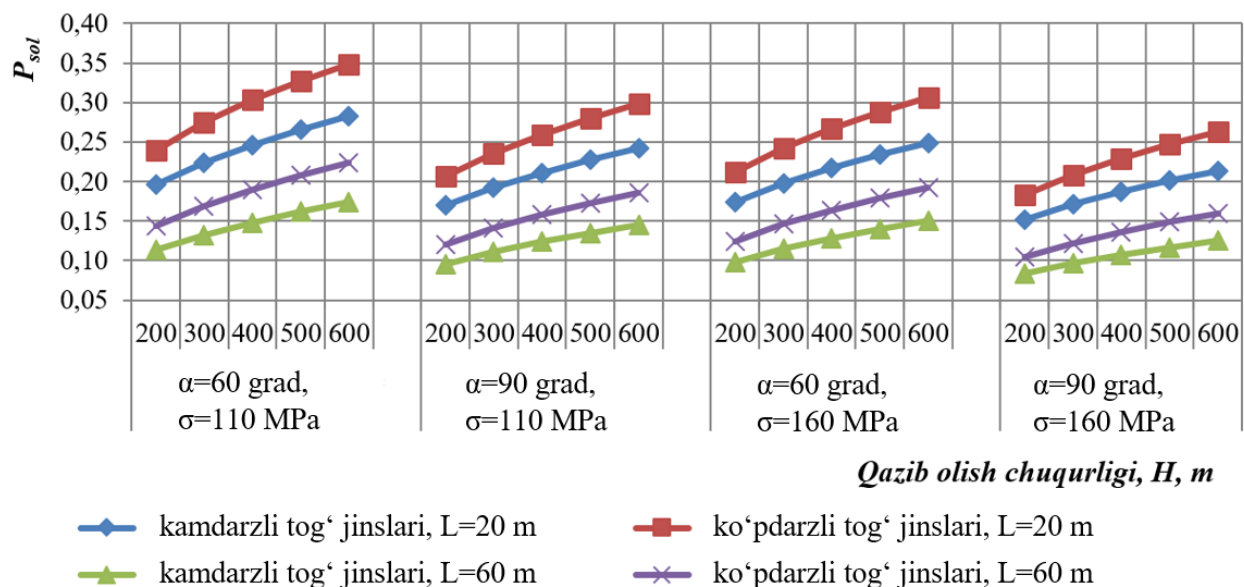 0,40
0,35
0,30
0,25
0,20
0,15
0,10
0,05
P_sol
200 300 400 500 600 200 300 400 500 600 200 300 400 500 600 200 300 400 500 600
α=60 grad, α=90 grad, α=60 grad, α=90 grad,
σ=110 MPa σ=110 MPa σ=160 MPa σ=160 MPa
Qazib olish chuqurligi, H, m
kamdarzli tog‘ jinslari, L=20 m ko‘pdarzli tog‘ jinslari, L=20 m
kamdarzli tog‘ jinslari, L=60 m ko‘pdarzli tog‘ jinslari, L=60 m